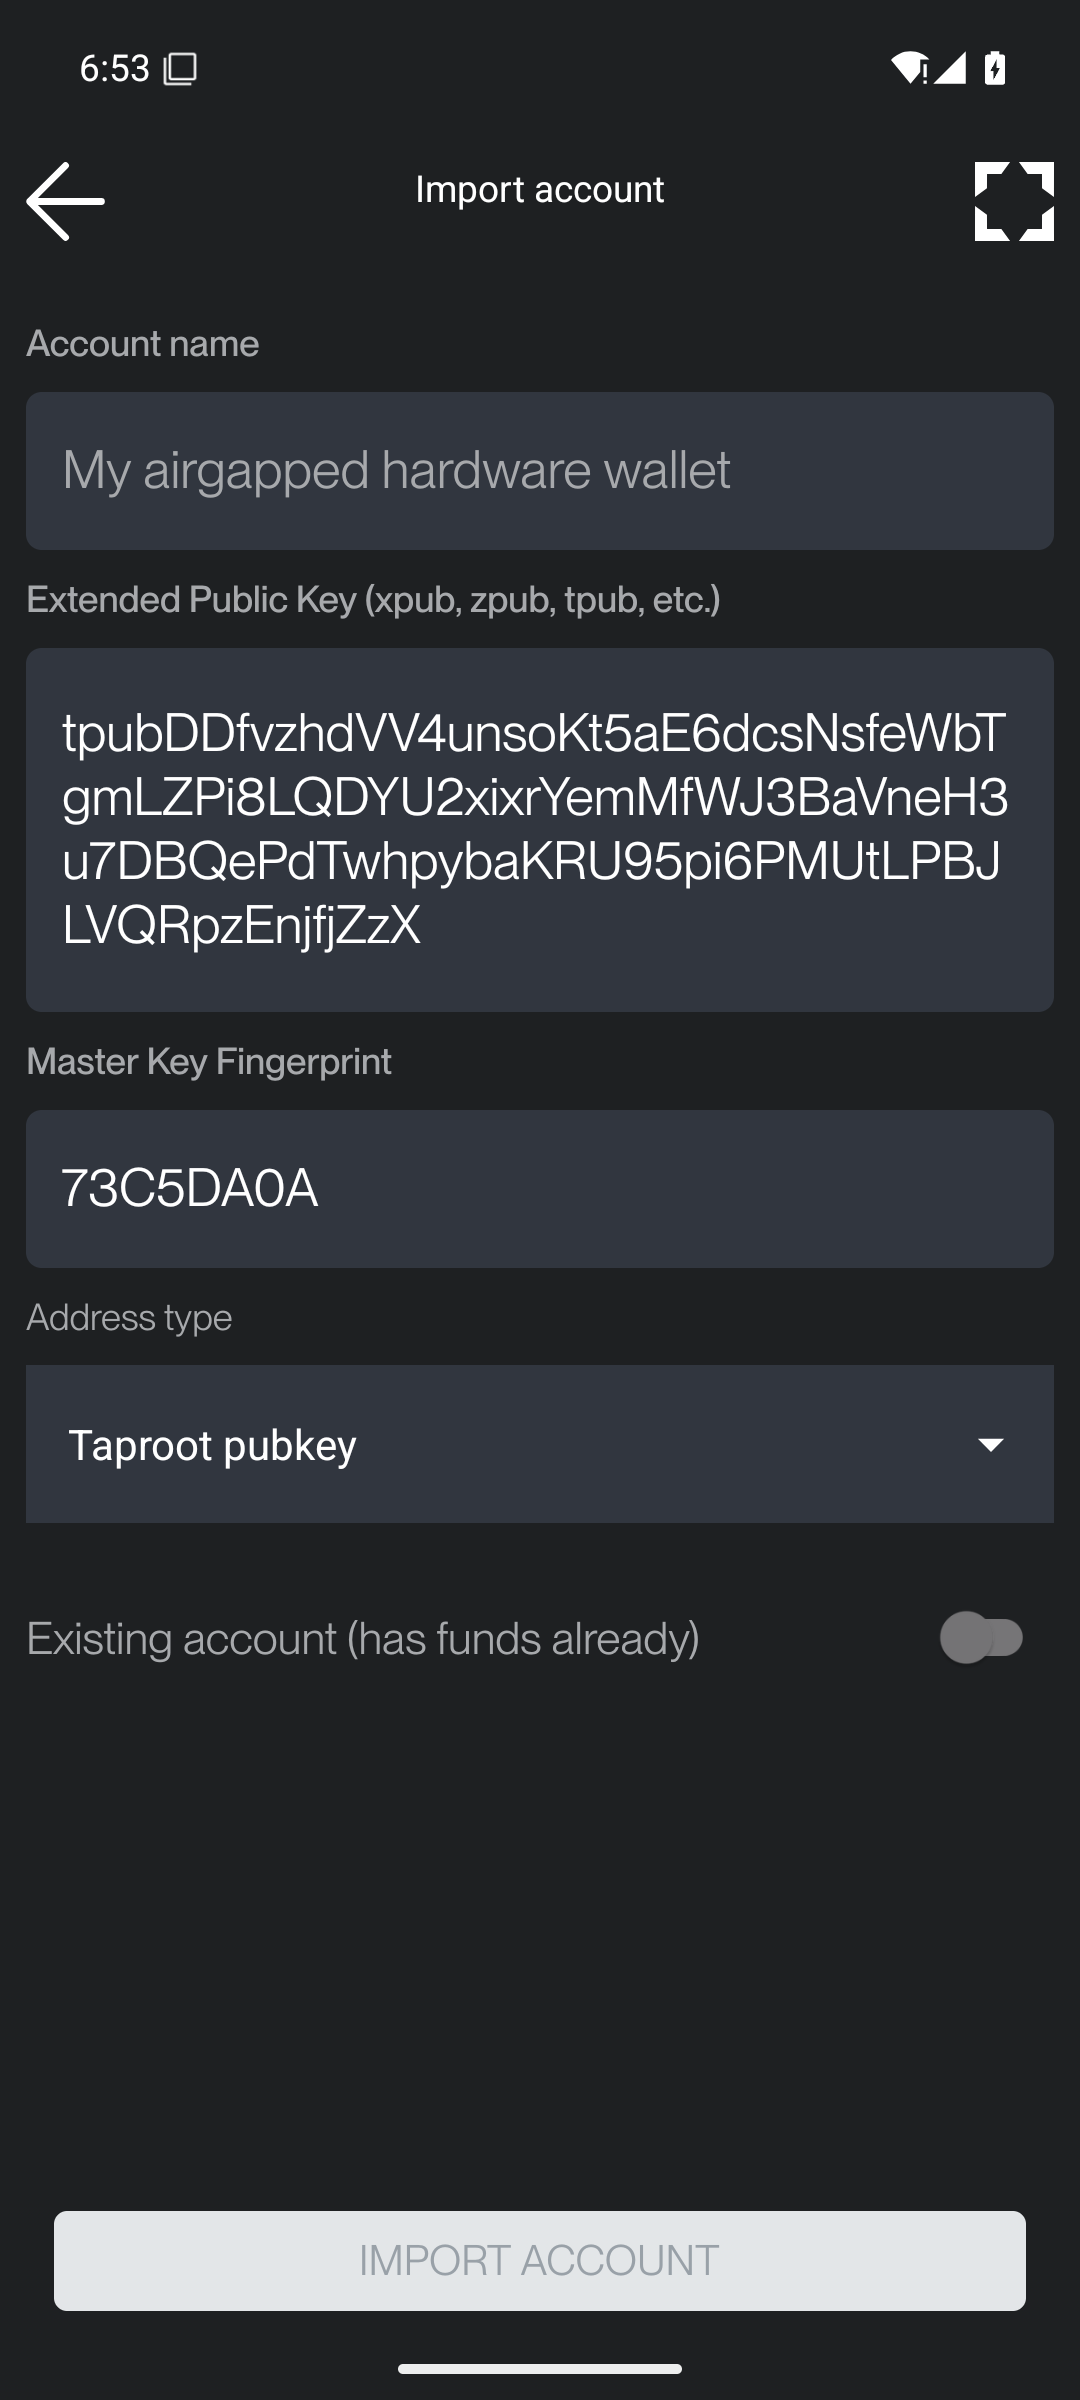 6:53
Import account
Account name
My airgapped hardware wallet
Extended Public Key (xpub, zpub, tpub, etc.)
tpubDDfvzhdVV4unsoKt5aE6dcsNsfeWbT
gmLZPi8LQDYU2xixrYemMfWJ3BaVneH3
u7DBQePdTwhpybaKRU95pi6PMUtLPBJ
LVQRpzEnjfjZzX
Master Key Fingerprint
73C5DA0A
Address type
Taproot pubkey
Existing account (has funds already)
IMPORT ACCOUNT